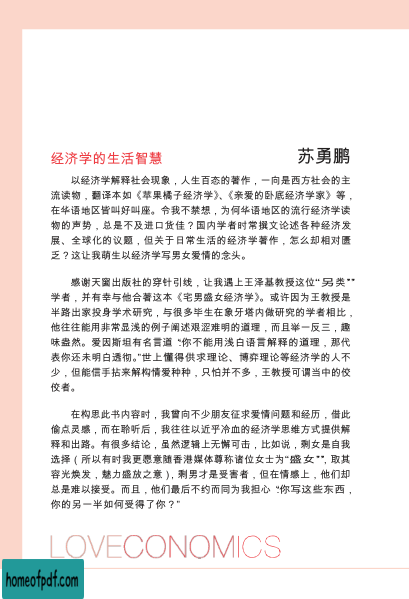 经济学的生活智慧
苏勇鹏
以经济学解释社会现象，人生百态的著作，一向是西方社会的主
流读物，翻译本如《苹果橘子经济学》、《亲爱的卧底经济学家》等，
在华语地区皆叫好叫座。令我不禁想，为何华语地区的流行经济学读
物的声势，总是不及进口货佳？国内学者时常撰文论述各种经济发
展、全球化的议题，但关于日常生活的经济学著作，怎么却相对匮
乏？这让我萌生以经济学写男女爱情的念头。
感谢天窗出版社的穿针引线，让我遇上王泽基教授这位“另类”
学者，并有幸与他合著这本《宅男盛女经济学》。或许因为王教授是
半路出家投身学术研究，与很多毕生在象牙塔内做研究的学者相比，
他往往能用非常显浅的例子阐述艰涩难明的道理，而且举一反三，趣
味盎然。爱因斯坦有名言道：“你不能用浅白语言解释的道理，那代
表你还未明白透彻。”世上懂得供求理论、博弈理论等经济学的人不
少，但能信手拈来解构情爱种种，只怕并不多，王教授可谓当中的佼
佼者。
在构思此书内容时，我曾向不少朋友征求爱情问题和经历，借此
偷点灵感，而在聆听后，我往往以近乎冷血的经济学思维方式提供解
释和出路。有很多结论，虽然逻辑上无懈可击，比如说，剩女是自我
选择（所以有时我更愿意随香港媒体尊称诸位女士为“盛女”，取其
容光焕发，魅力盛放之意），剩男才是受害者，但在情感上，他们却
总是难以接受。而且，他们最后不约而同为我担心：“你写这些东西，
你的另一半如何受得了你？”
LOVECONOMICS
homeofpdf.com